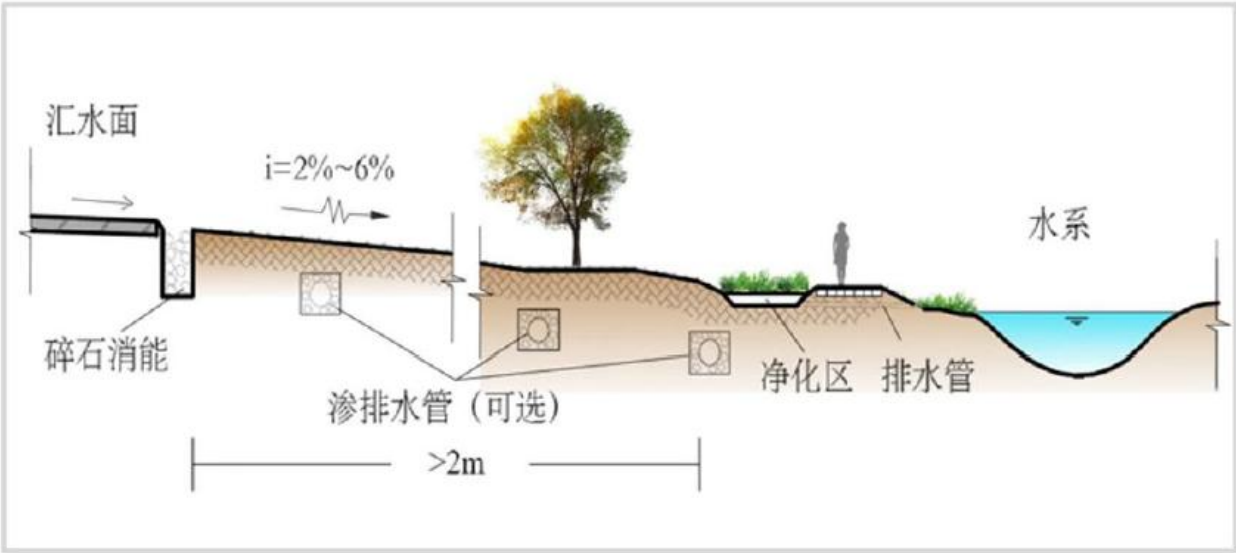 汇水面
i=2%~6%
水系
碎石消能
净化区
排水管
渗排水管（可选）
>2m